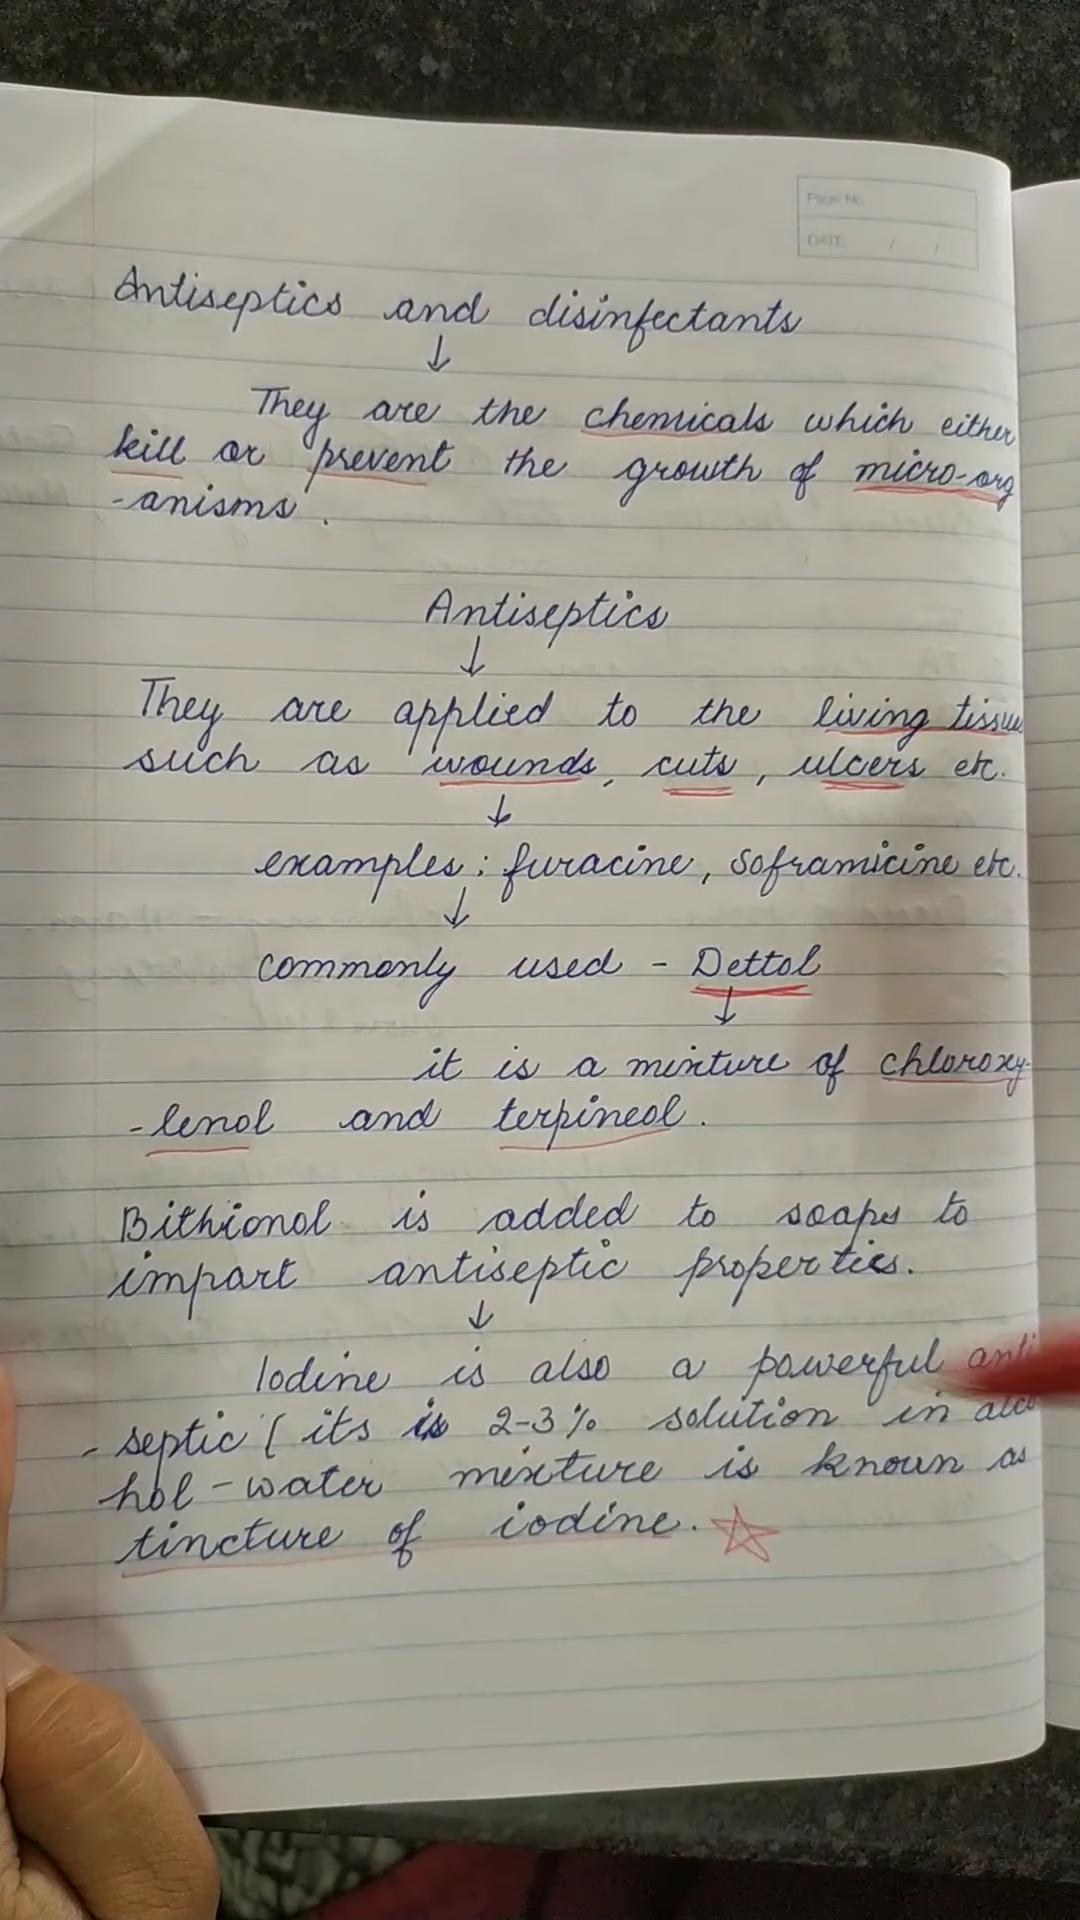 Page No.
DATE / /
Antiseptics and disinfectants
↓
They are the chemicals which either
kill or prevent the growth of micro-org
-anisms.
Antiseptics
↓
They are applied to the living tissues
such as wounds, cuts, ulcers etc.
↓
examples: furacine, Soframicine etc.
↓
commonly used - Dettol
↓
it is a mixture of chloroxy-
-lenol and terpineol.
Bithionol is added to soaps to
impart antiseptic properties.
↓
Iodine is also a powerful anti
-septic ( its is 2-3% solution in alco
hol-water mixture is known as
tincture of iodine.